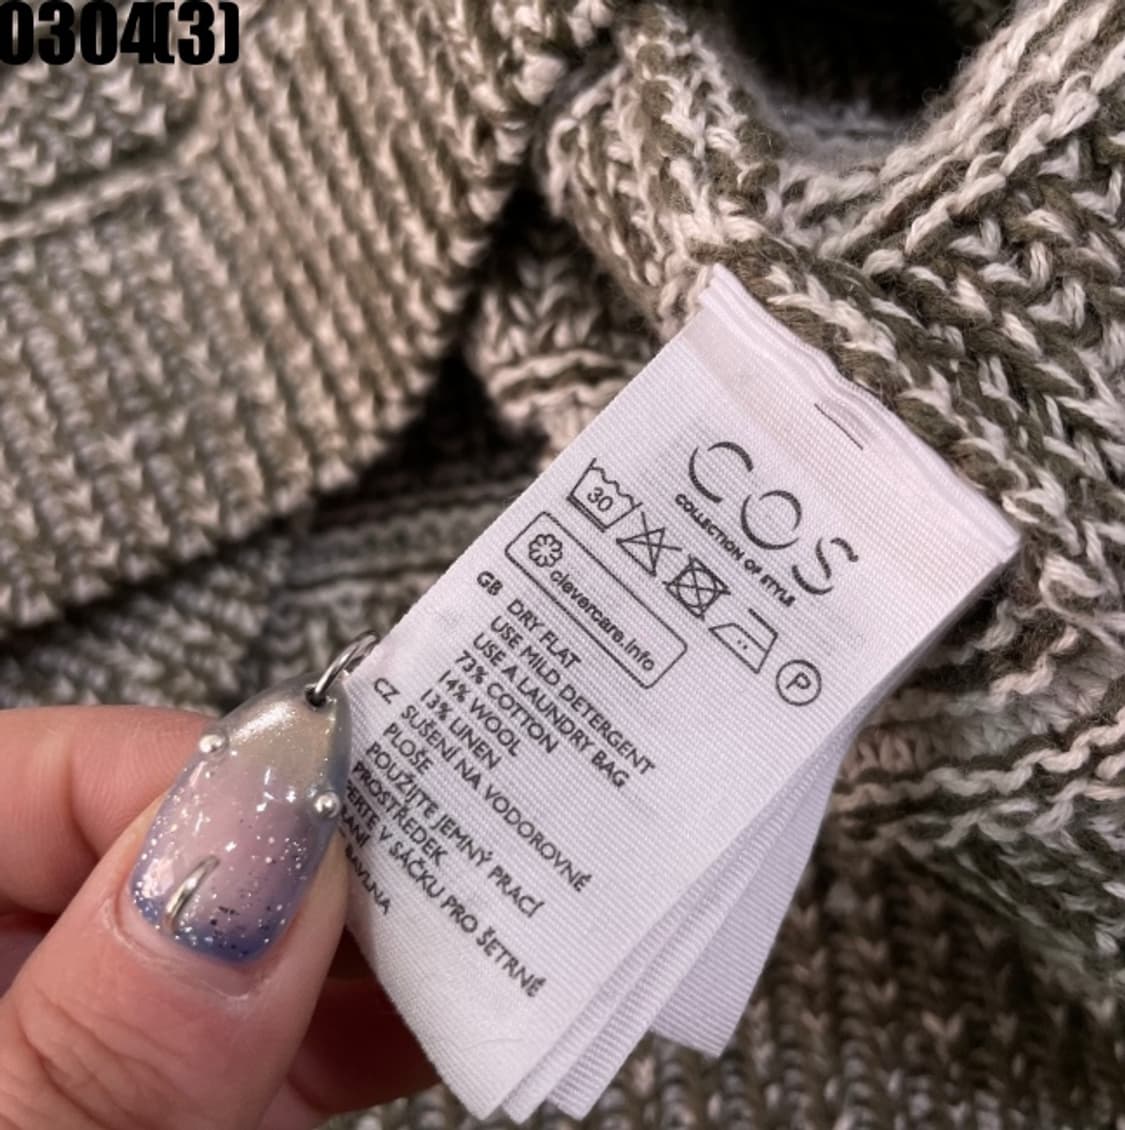 0304(3)
COS
COLLECTION OF STYLE
30
clevercare.info
P
GB DRY FLAT
USE MILD DETERGENT
USE A LAUNDRY BAG
73% COTTON
14% WOOL
13% LINEN
CZ SUŠENÍ NA VODOROVNÉ
PLOŠE
POUŽIJTE JEMNÝ PRACÍ
PROSTŘEDEK
V SÁČKU PRO ŠETRNÉ